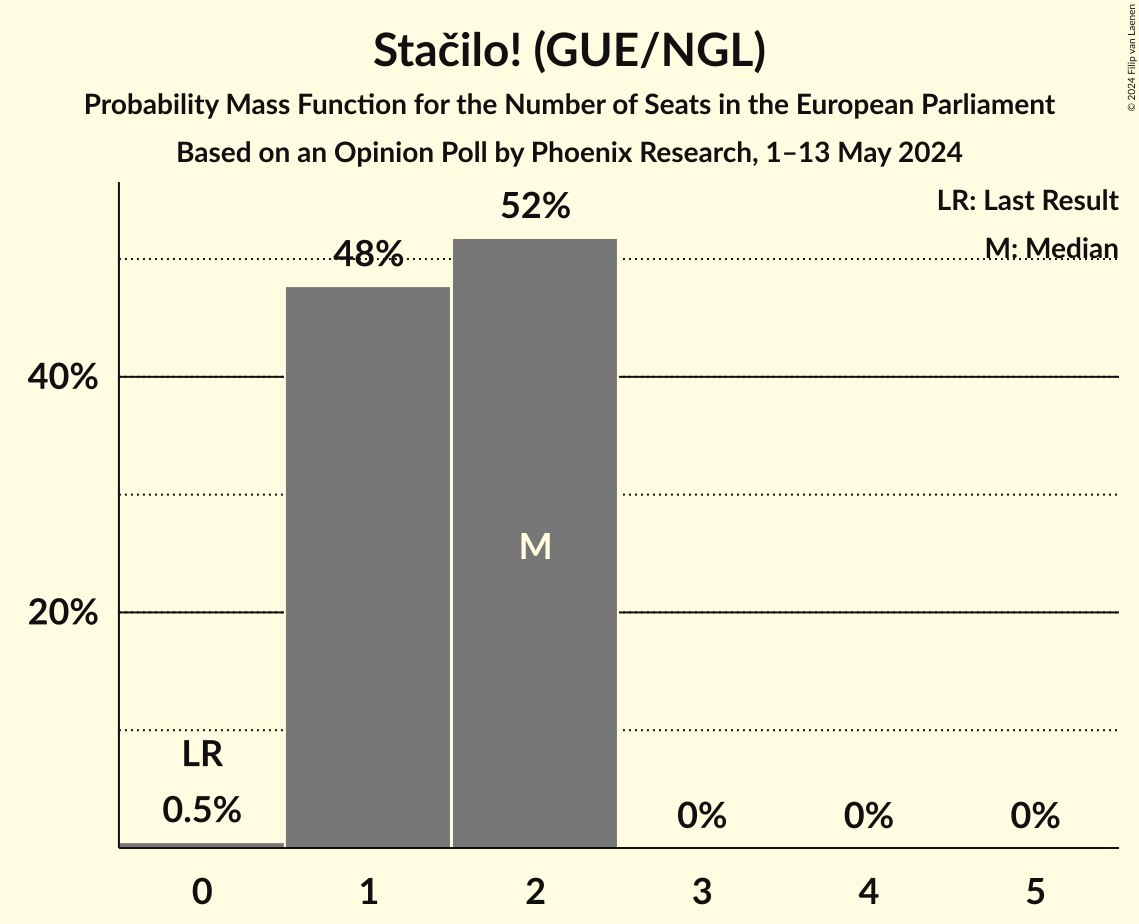 Stačilo! (GUE/NGL)
Probability Mass Function for the Number of Seats in the European Parliament
Based on an Opinion Poll by Phoenix Research, 1–13 May 2024
© 2024 Filip van Laenen
LR: Last Result
M: Median
52%
48%
40%
M
20%
LR
0.5%
0%
0%
0%
0
1
2
3
4
5